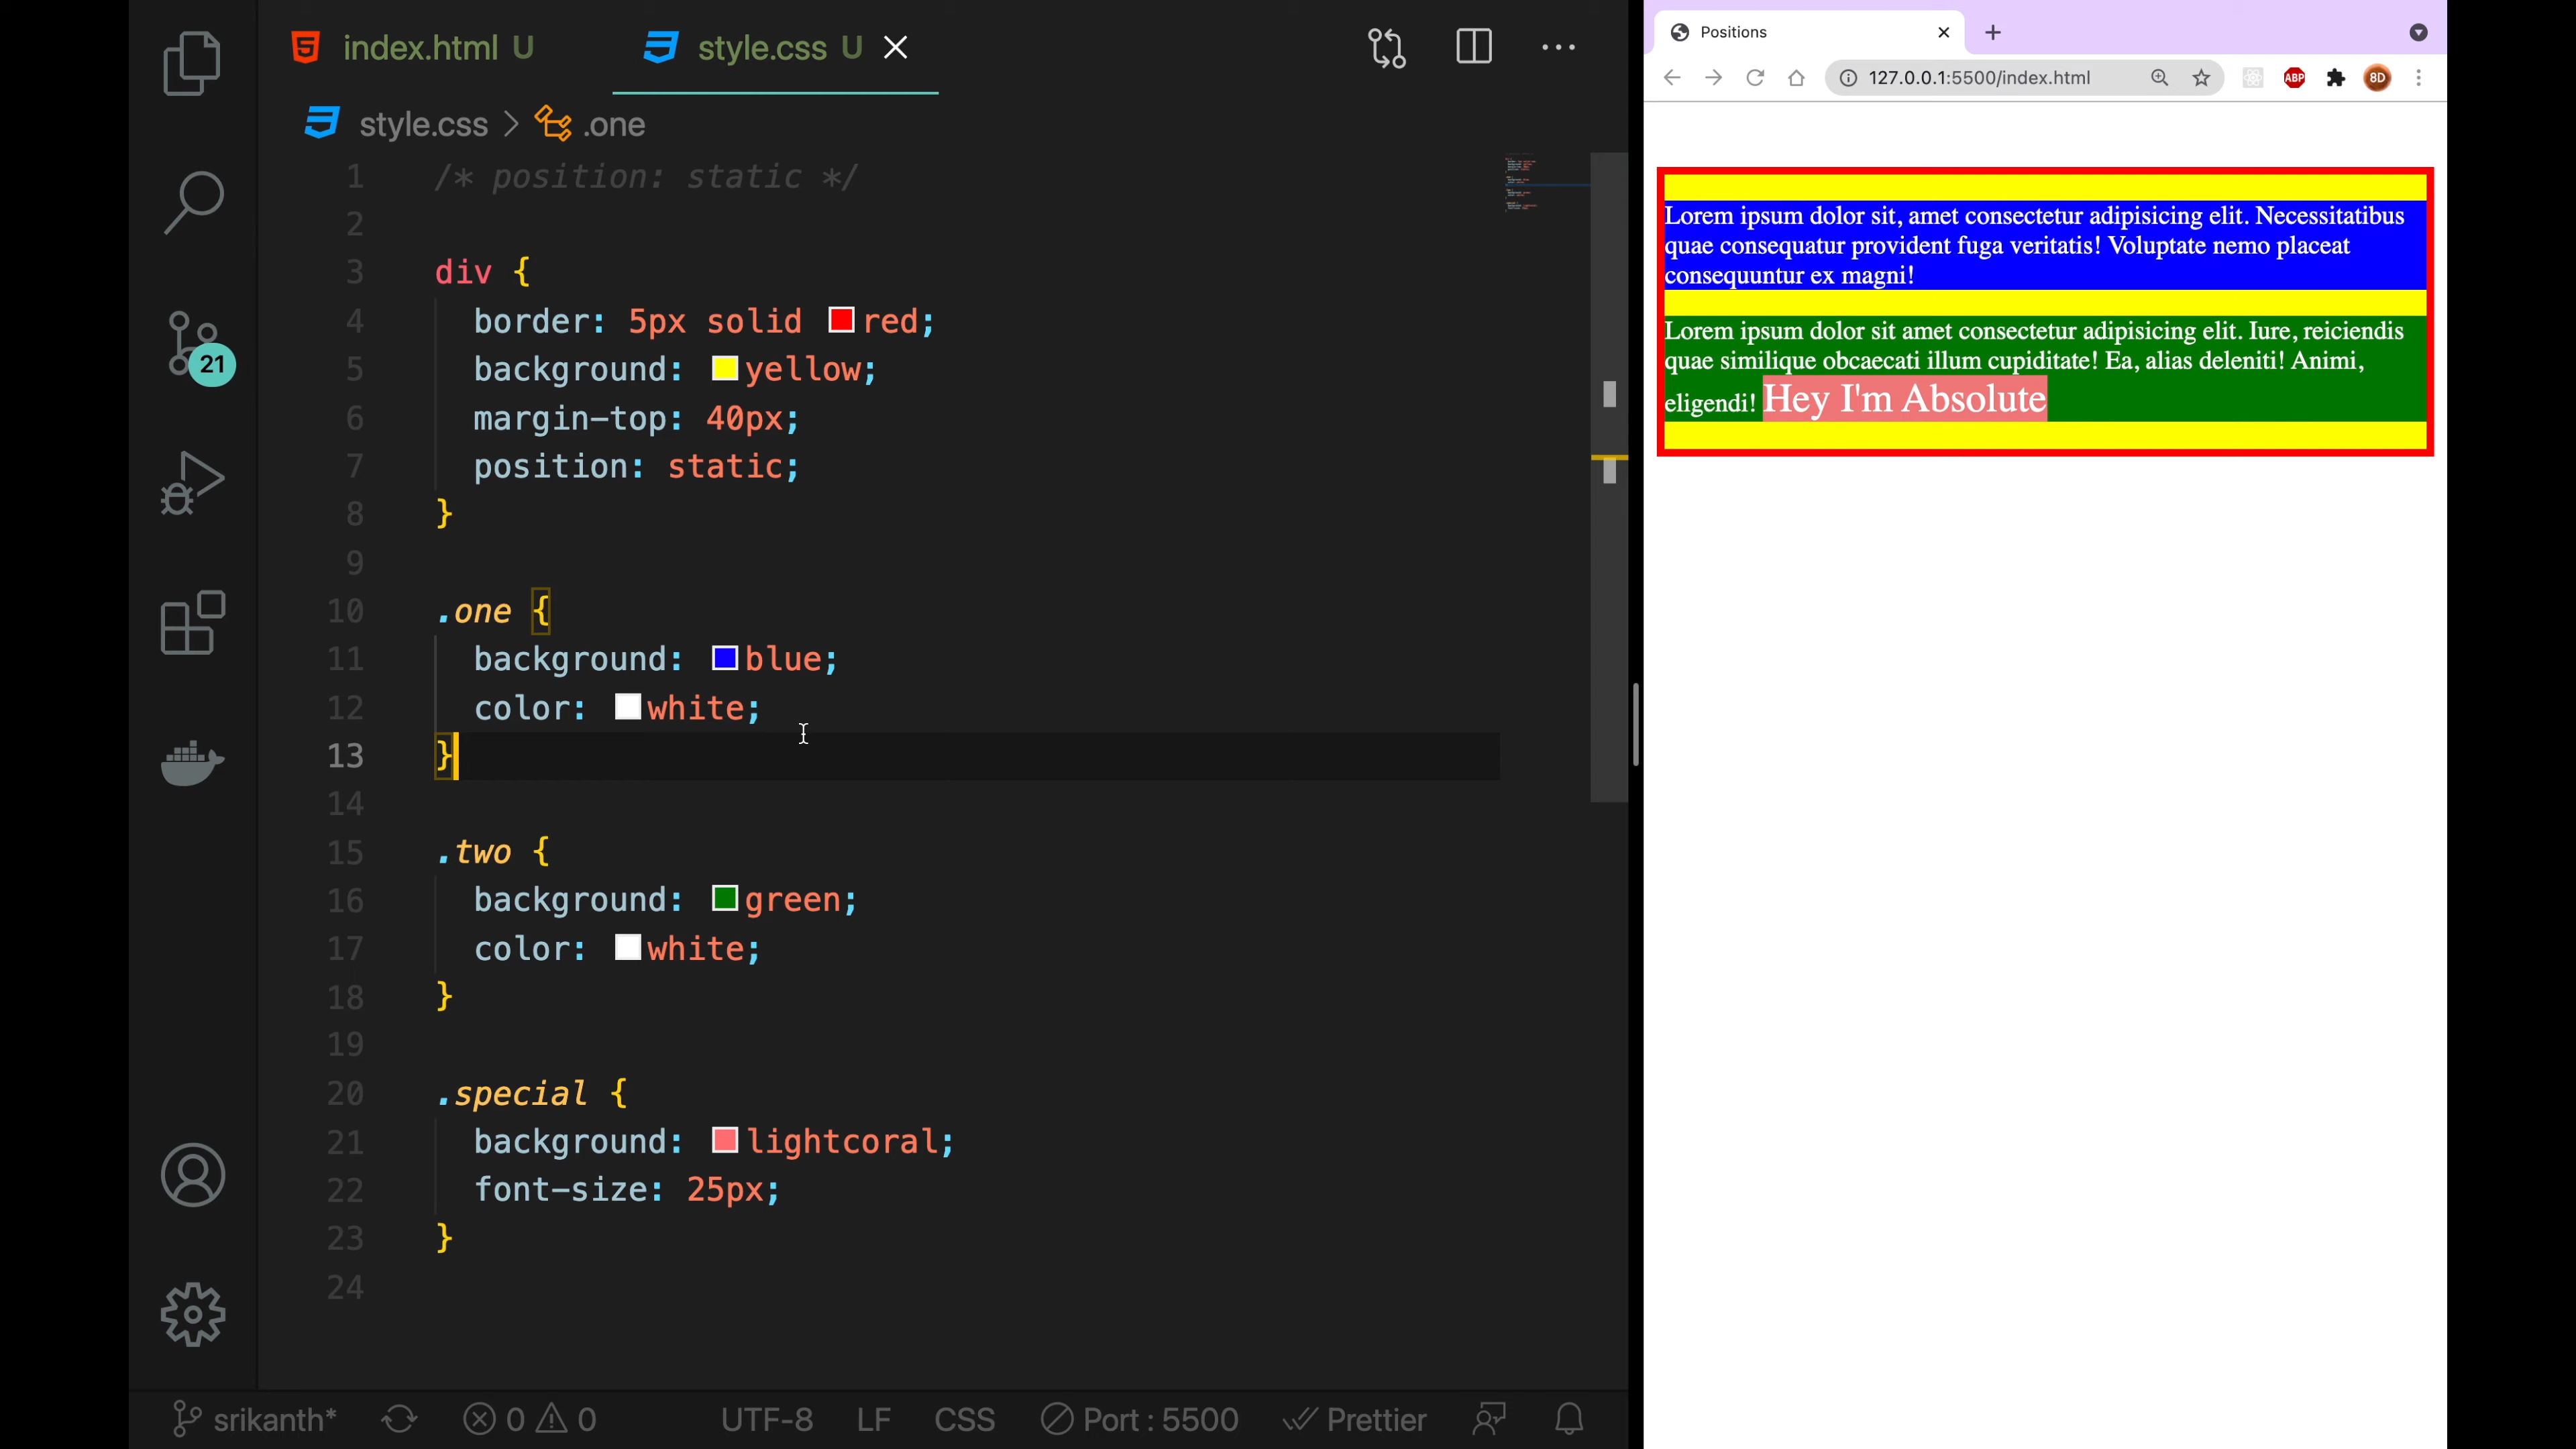 index.html U
style.css U
style.css > .one
1 /* position: static */
2
3 div {
4 border: 5px solid red;
5 background: yellow;
6 margin-top: 40px;
7 position: static;
8 }
9
10 .one {
11 background: blue;
12 color: white;
13 }
14
15 .two {
16 background: green;
17 color: white;
18 }
19
20 .special {
21 background: lightcoral;
22 font-size: 25px;
23 }
24
21
srikanth* 0 0 UTF-8 LF CSS Port : 5500 Prettier
Positions
127.0.0.1:5500/index.html ABP 8D
Lorem ipsum dolor sit, amet consectetur adipisicing elit. Necessitatibus
quae consequatur provident fuga veritatis! Voluptate nemo placeat
consequuntur ex magni!
Lorem ipsum dolor sit amet consectetur adipisicing elit. Iure, reiciendis
quae similique obcaecati illum cupiditate! Ea, alias deleniti! Animi,
eligendi! Hey I'm Absolute